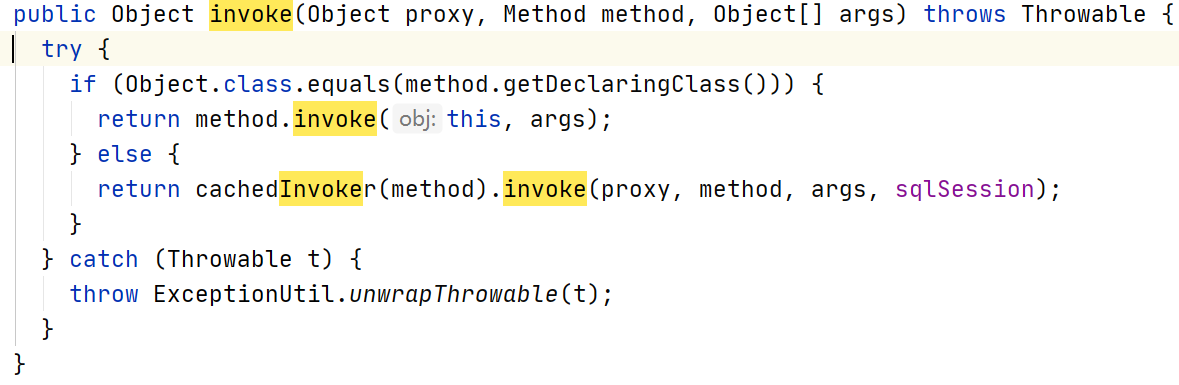 public Object invoke(Object proxy, Method method, Object[] args) throws Throwable {
  try {
    if (Object.class.equals(method.getDeclaringClass())) {
      return method.invoke( obj: this, args);
    } else {
      return cachedInvoker(method).invoke(proxy, method, args, sqlSession);
    }
  } catch (Throwable t) {
    throw ExceptionUtil.unwrapThrowable(t);
  }
}